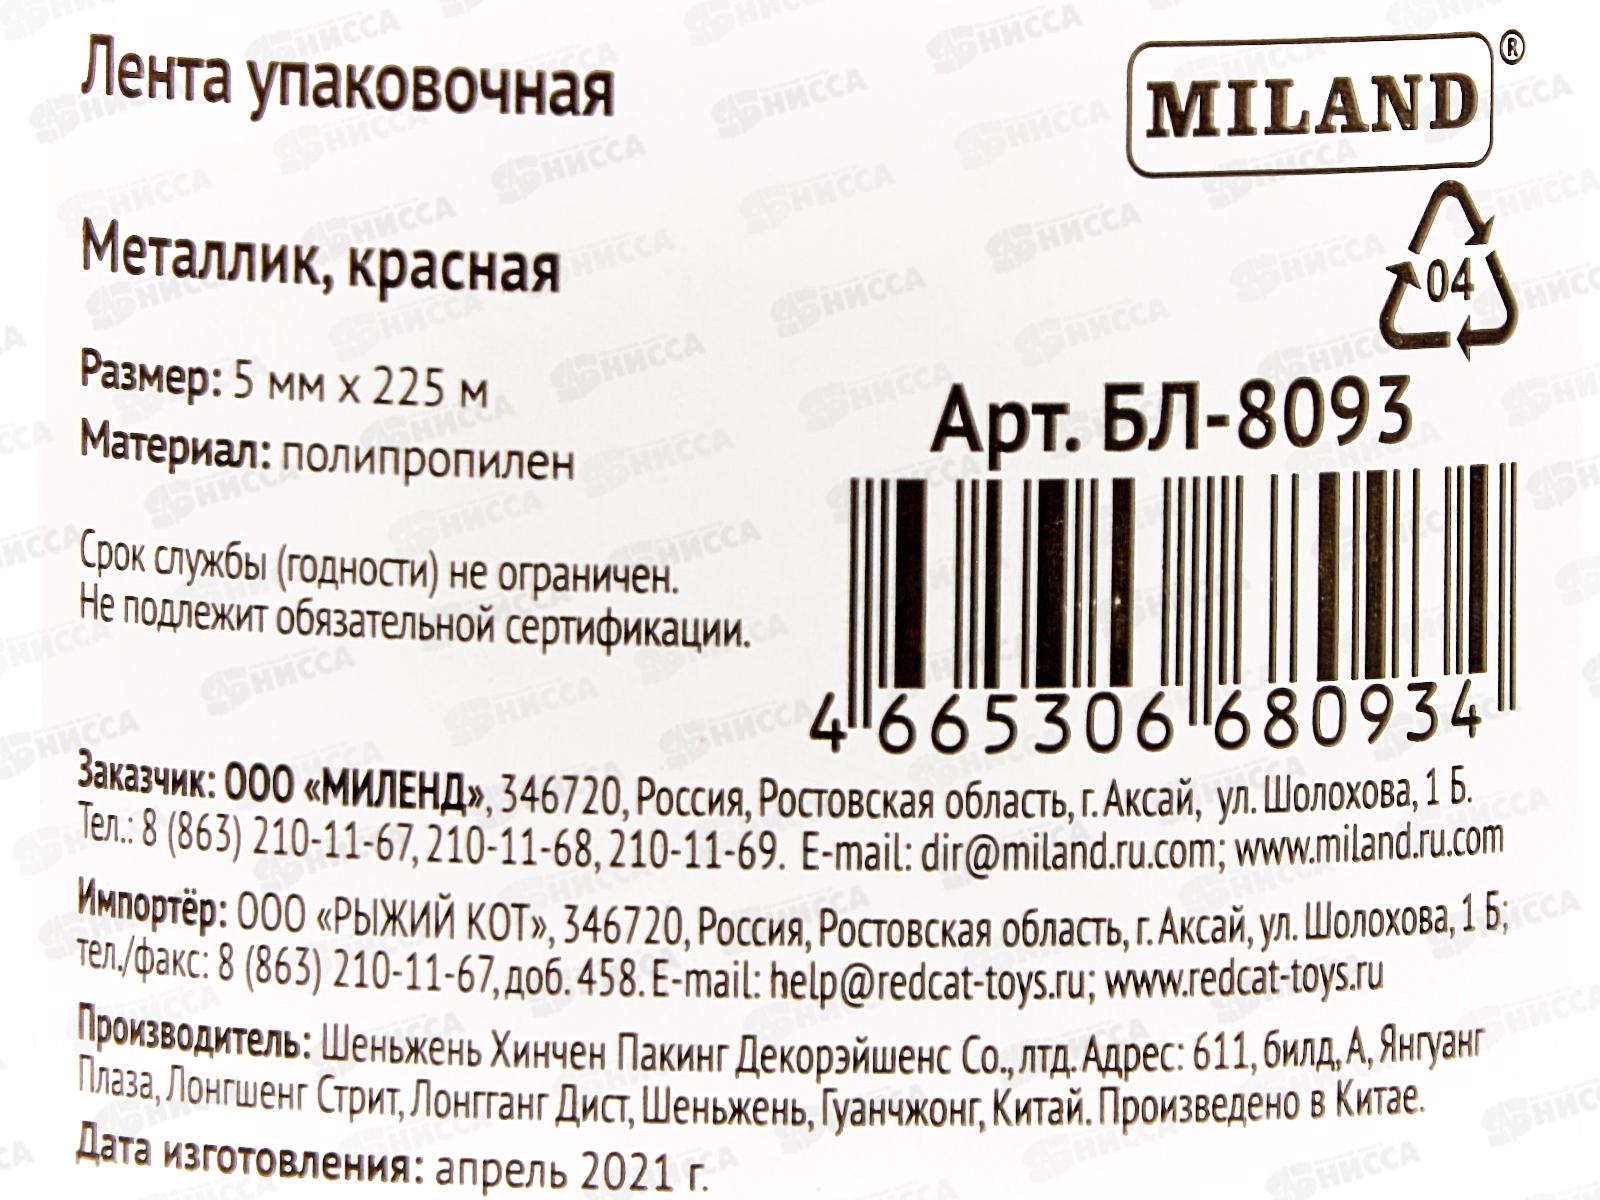 Лента упаковочная
MILAND®
Металлик, красная
04
Размер: 5 мм х 225 м
Материал: полипропилен
Арт. БЛ-8093
Срок службы (годности) не ограничен.
Не подлежит обязательной сертификации.
4 665306 680934
Заказчик: ООО «МИЛЕНД», 346720, Россия, Ростовская область, г. Аксай, ул. Шолохова, 1 Б.
Тел.: 8 (863) 210-11-67, 210-11-68, 210-11-69. E-mail: dir@miland.ru.com; www.miland.ru.com
Импортёр: ООО «РЫЖИЙ КОТ», 346720, Россия, Ростовская область, г. Аксай, ул. Шолохова, 1 Б;
тел./факс: 8 (863) 210-11-67, доб. 458. E-mail: help@redcat-toys.ru; www.redcat-toys.ru
Производитель: Шеньжень Хинчен Пакинг Декорэйшенс Со., лтд. Адрес: 611, билд, А, Янгуанг
Плаза, Лонгшенг Стрит, Лонгганг Дист, Шеньжень, Гуанчжонг, Китай. Произведено в Китае.
Дата изготовления: апрель 2021 г.
НИССА